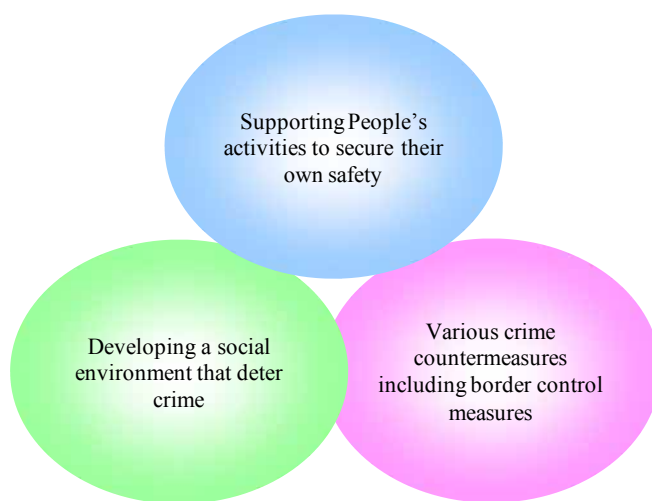 Supporting People's
activities to secure their
own safety
Developing a social
environment that deter
crime
Various crime
countermeasures
including border control
measures